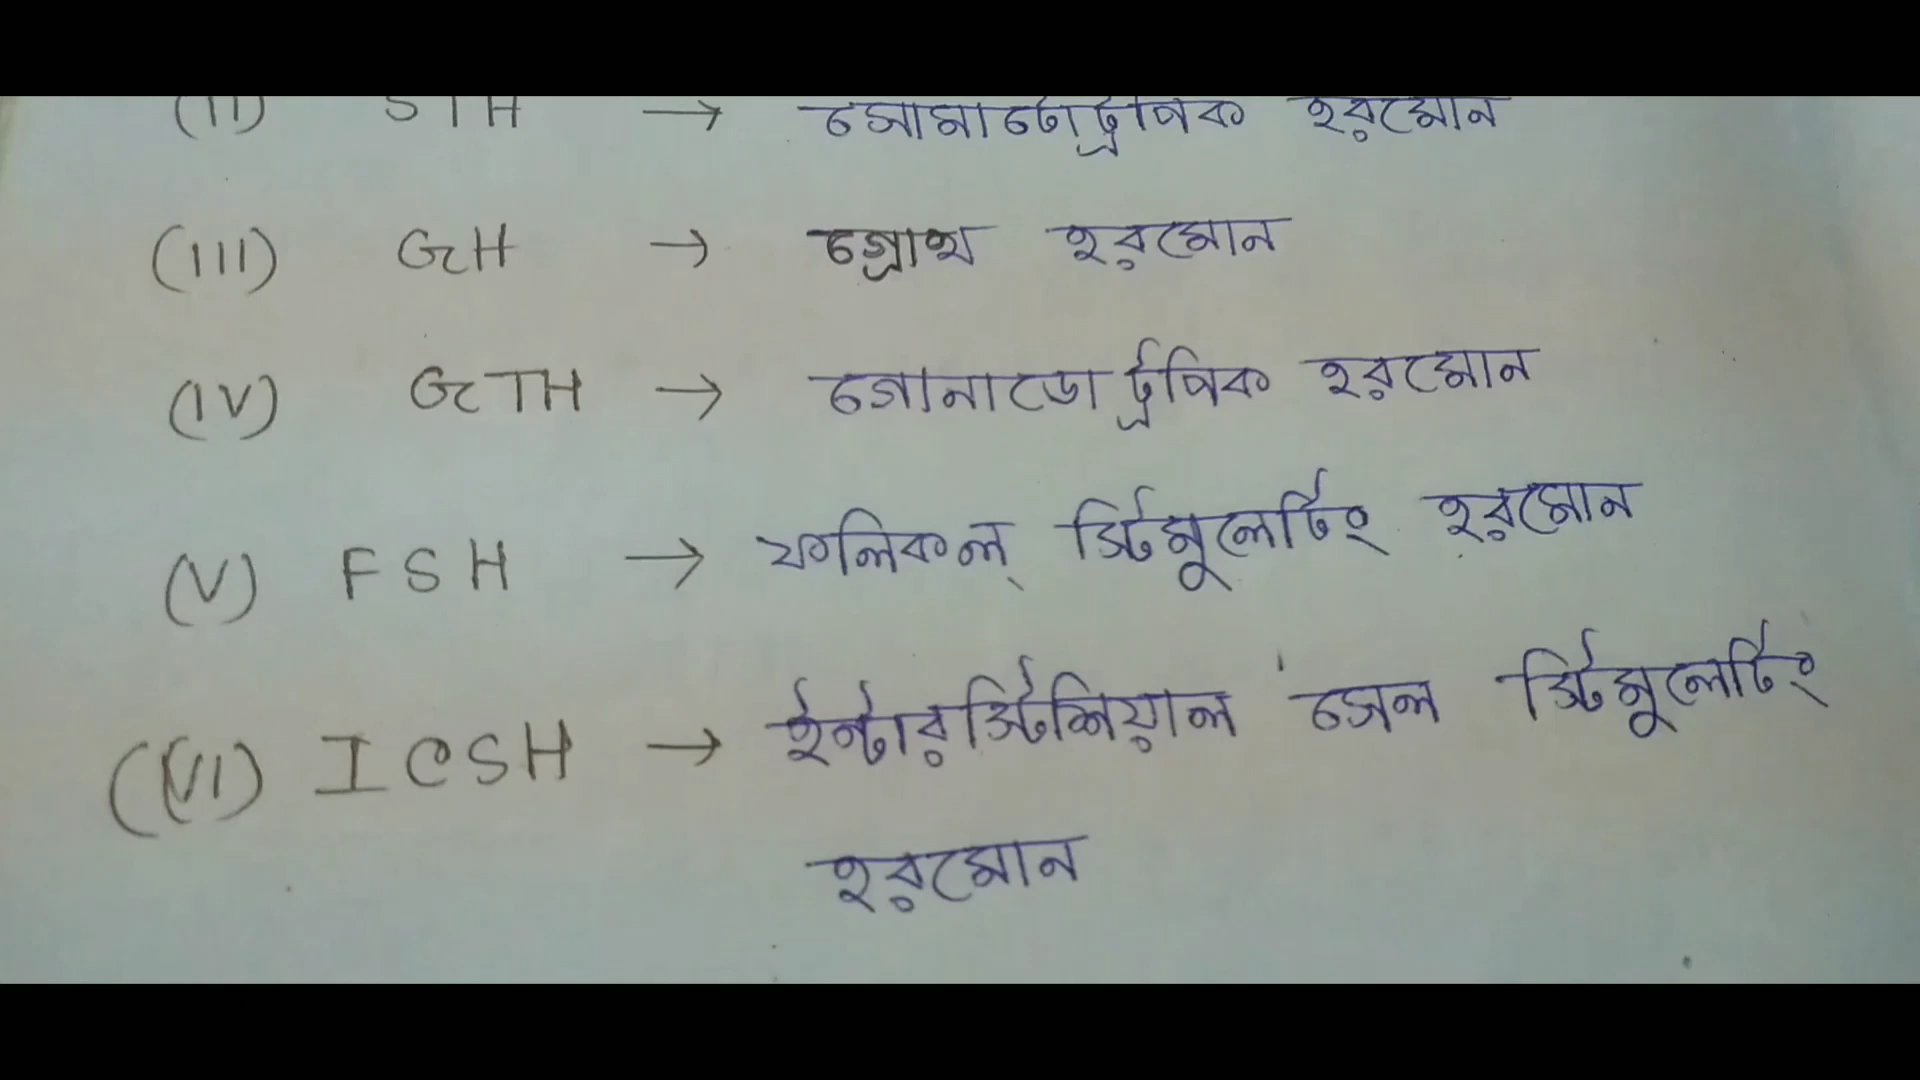 (II) STH → সোমাটোট্রপিক হরমোন
(III) GH → গ্রোথ হরমোন
(IV) GTH → গোনাডোট্রপিক হরমোন
(V) FSH → ফলিকল্ স্টিমুলেটিং হরমোন
(VI) ICSH → ইন্টারস্টিশিয়াল সেল স্টিমুলেটিং
হরমোন